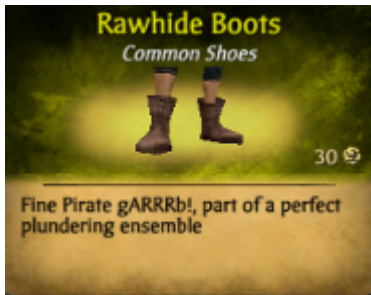 Rawhide Boots
Common Shoes
30
Fine Pirate gARRRb!, part of a perfect
plundering ensemble